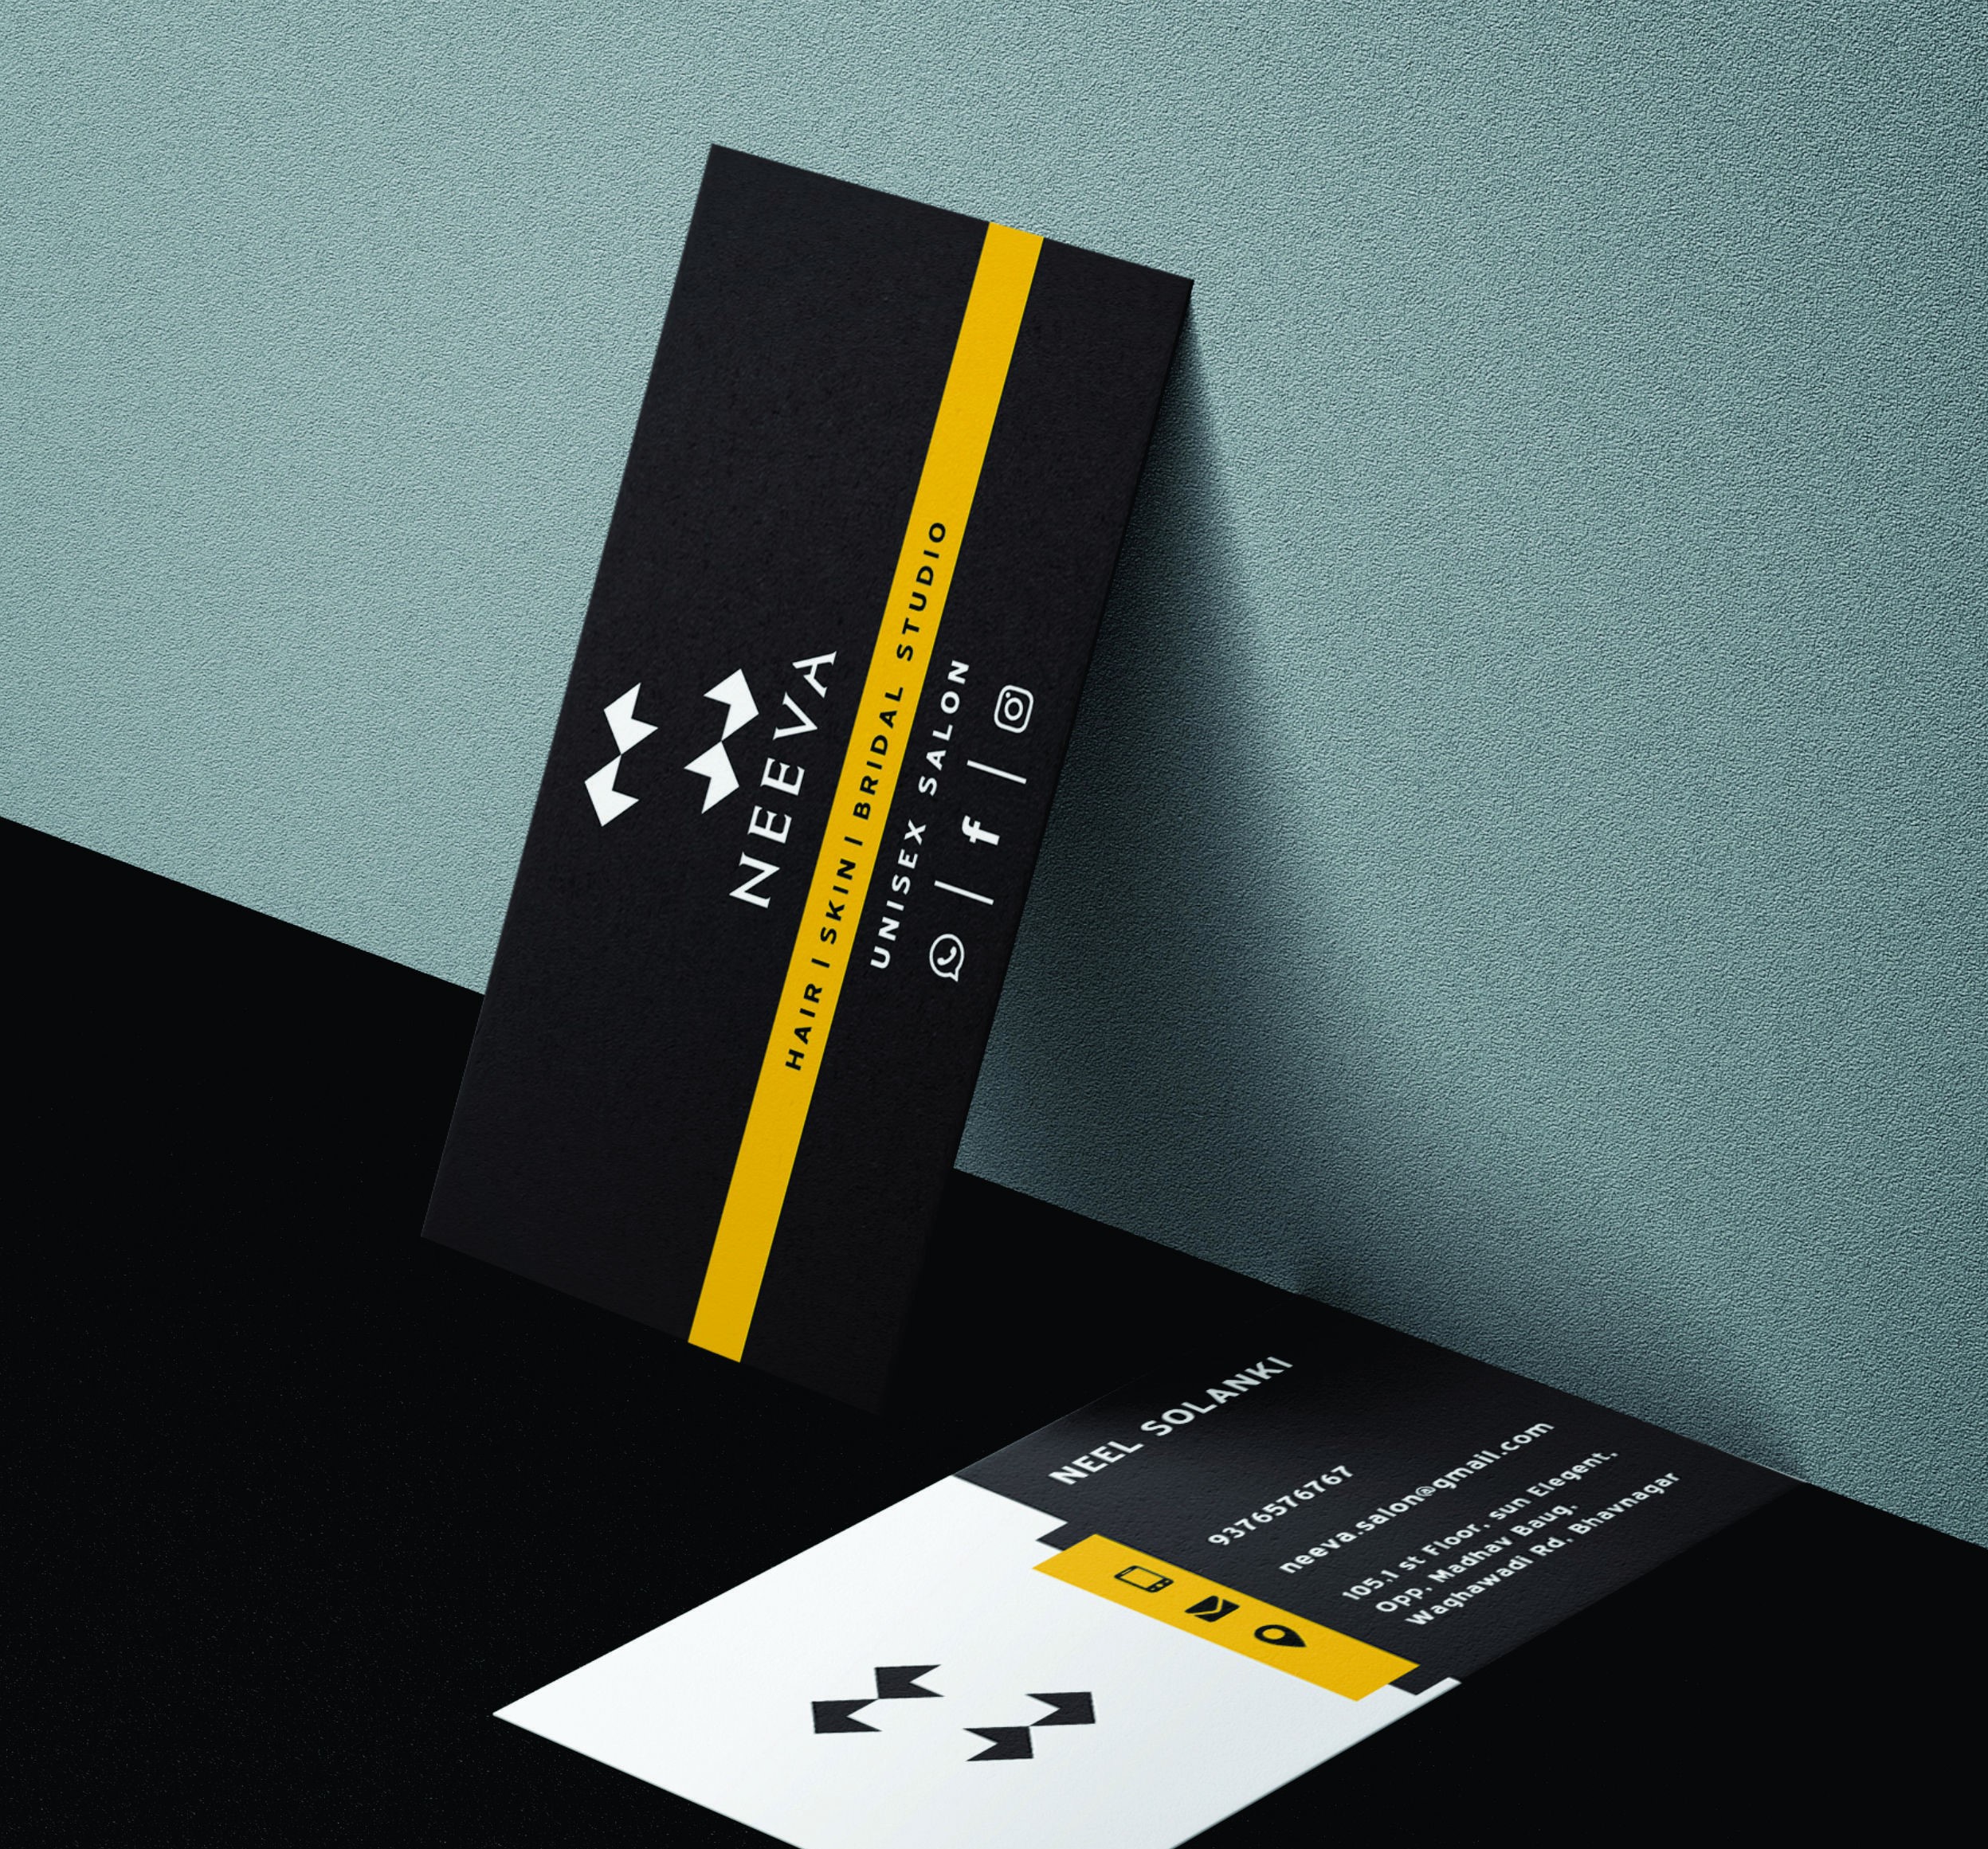 NEEVA
HAIR | SKIN | BRIDAL STUDIO
UNISEX SALON
NEEL SOLANKI
9376576767
neeva.salon@gmail.com
105,1 st Floor, sun Elegent,
Opp, Madhav Baug,
Waghawadi Rd, Bhavnagar